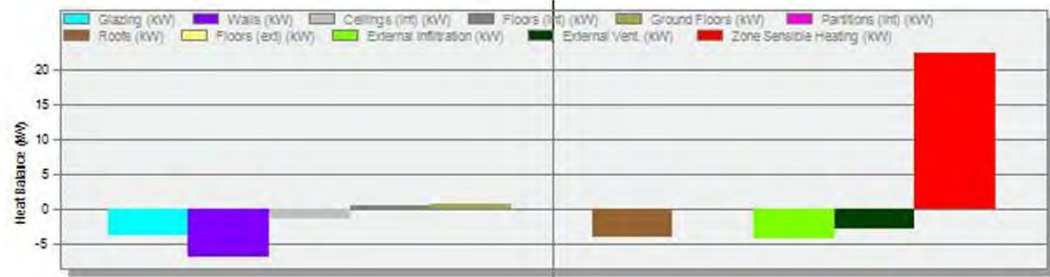 Glazing (kW) Walls (kW) Ceilings (int) (kW) Floors (int) (kW) Ground Floors (kW) Partitions (int) (kW)
Roofs (kW) Floors (ext) (kW) External Infiltration (kW) External Vent. (kW) Zone Sensible Heating (kW)
20
15
10
5
0
-5
Heat Balance (kW)